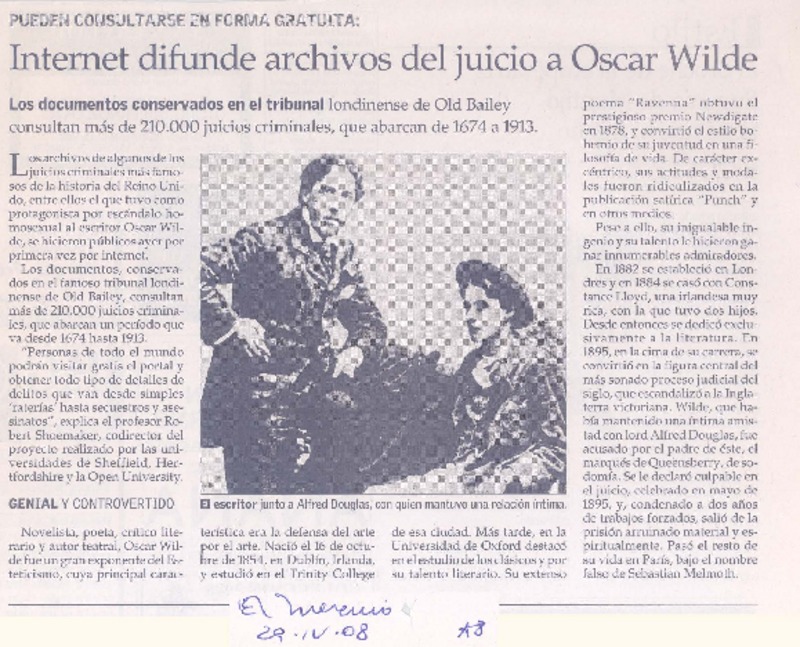 PUEDEN CONSULTARSE EN FORMA GRATUITA:
Internet difunde archivos del juicio a Oscar Wilde
Los documentos conservados en el tribunal londinense de Old Bailey
consultan más de 210.000 juicios criminales, que abarcan de 1674 a 1913.
Los archivos de algunos de los
juicios criminales más famo-
sos de la historia del Reino Uni-
do, entre ellos el que tuvo como
protagonista por escándalo ho-
mosexual al escritor Oscar Wil-
de, se hicieron públicos ayer por
primera vez por internet.
Los documentos, conserva-
dos en el famoso tribunal londi-
nense de Old Bailey, consultan
más de 210.000 juicios crimina-
les, que abarcan un período que
va desde 1674 hasta 1913.
"Personas de todo el mundo
podrán visitar gratis el portal y
obtener todo tipo de detalles de
delitos que van desde simples
'raterías' hasta secuestros y ase-
sinatos", explica el profesor Ro-
bert Shoemaker, codirector del
proyecto realizado por las uni-
versidades de Sheffield, Her-
tfordshire y la Open University.
GENIAL Y CONTROVERTIDO
Novelista, poeta, crítico lite-
rario y autor teatral, Oscar Wil-
de fue un gran exponente del Es-
teticismo, cuya principal carac-
El escritor junto a Alfred Douglas, con quien mantuvo una relación íntima.
terística era la defensa del arte
por el arte. Nació el 16 de octu-
bre de 1854, en Dublín, Irlanda,
y estudió en el Trinity College
de esa ciudad. Más tarde, en la
Universidad de Oxford destacó
en el estudio de los clásicos y por
su talento literario. Su extenso
poema "Ravenna" obtuvo el
prestigioso premio Newdigate
en 1878, y convirtió el estilo bo-
hemio de su juventud en una fi-
losofía de vida. De carácter ex-
céntrico, sus actitudes y moda-
les fueron ridiculizados en la
publicación satírica "Punch" y
en otros medios.
Pese a ello, su inigualable in-
genio y su talento le hicieron ga-
nar innumerables admiradores.
En 1882 se estableció en Lon-
dres y en 1884 se casó con Cons-
tance Lloyd, una irlandesa muy
rica, con la que tuvo dos hijos.
Desde entonces se dedicó exclu-
sivamente a la literatura. En
1895, en la cima de su carrera, se
convirtió en la figura central del
más sonado proceso judicial del
siglo, que escandalizó a la Ingla-
terra victoriana. Wilde, que ha-
bía mantenido una íntima amis-
tad con lord Alfred Douglas, fue
acusado por el padre de éste, el
marqués de Queensberry, de so-
domía. Se le declaró culpable en
el juicio, celebrado en mayo de
1895, y, condenado a dos años
de trabajos forzados, salió de la
prisión arruinado material y es-
piritualmente. Pasó el resto de
su vida en París, bajo el nombre
falso de Sebastian Melmoth.
El Mercurio
29-IV-08 A8